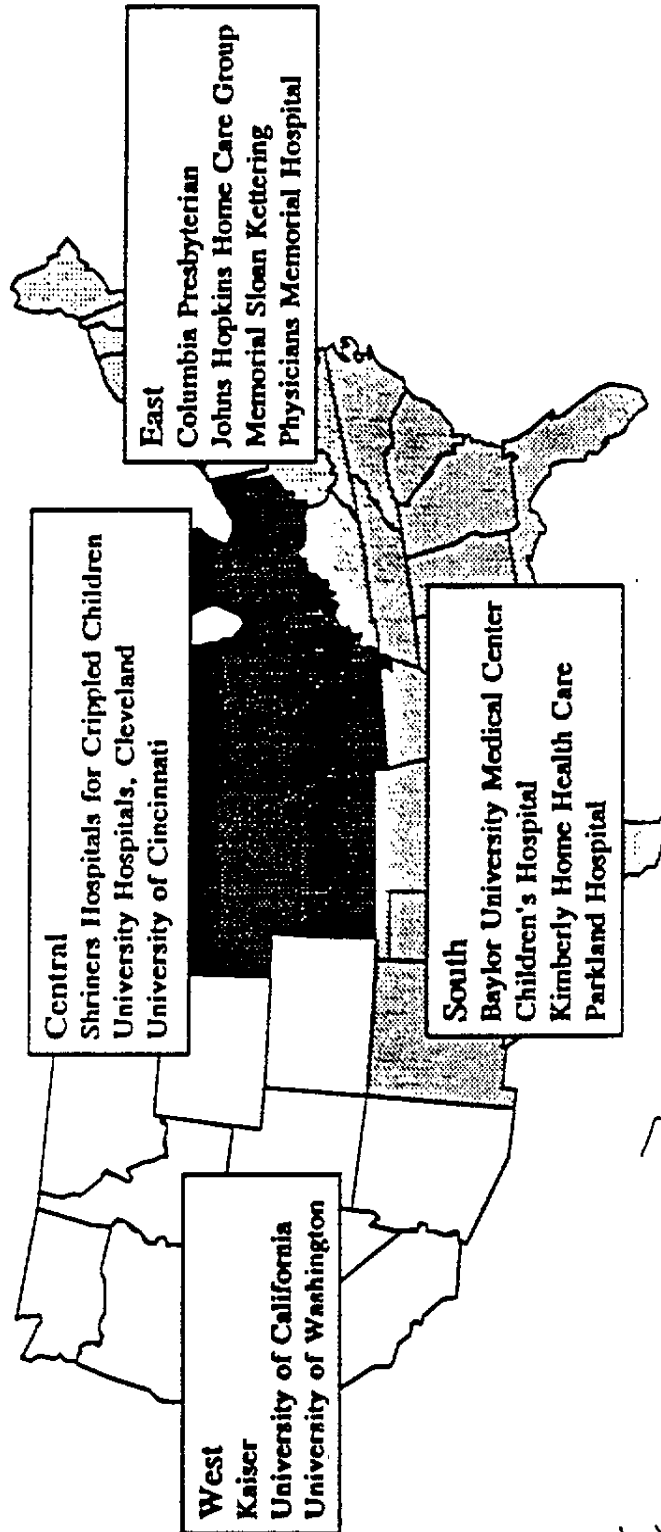 West
Kaiser
University of California
University of Washington
Central
Shriners Hospitals for Crippled Children
University Hospitals, Cleveland
University of Cincinnati
South
Baylor University Medical Center
Children's Hospital
Kimberly Home Health Care
Parkland Hospital
East
Columbia Presbyterian
Johns Hopkins Home Care Group
Memorial Sloan Kettering
Physicians Memorial Hospital